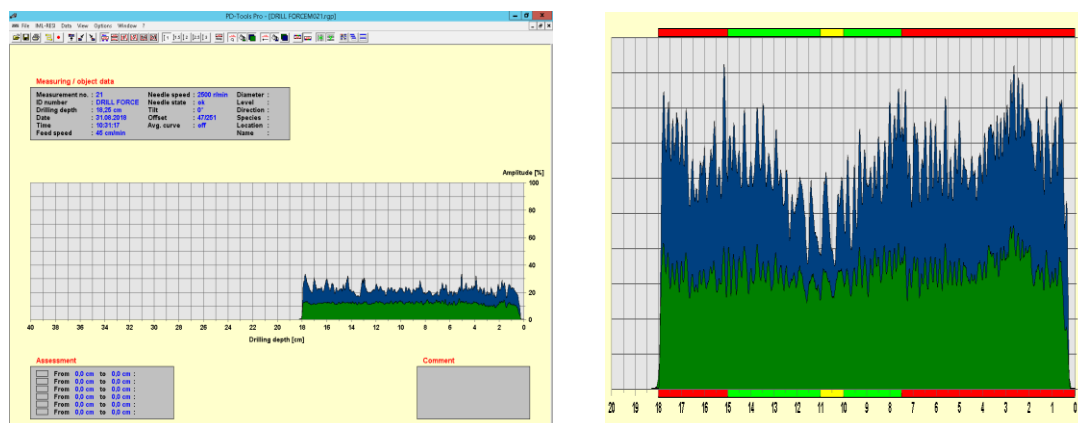 PD-Tools Pro - [DRILL FORCEM021.rgp]
File IML-RES Data View Options Window ?
Measuring / object data
Measurement no. : 21 Needle speed : 2500 r/min Diameter :
ID number : DRILL FORCE Needle state : ok Level :
Drilling depth : 18,25 cm Tilt : 0° Direction :
Date : 31.08.2018 Offset : 47/251 Species :
Time : 10:31:17 Avg. curve : off Location :
Feed speed : 45 cm/min Name :
Amplitude [%]
100
80
60
40
20
0
40 38 36 34 32 30 28 26 24 22 20 18 16 14 12 10 8 6 4 2 0
Drilling depth [cm]
Assessment
From 0,0 cm to 0,0 cm :
From 0,0 cm to 0,0 cm :
From 0,0 cm to 0,0 cm :
From 0,0 cm to 0,0 cm :
From 0,0 cm to 0,0 cm :
From 0,0 cm to 0,0 cm :
Comment
20 19 18 17 16 15 14 13 12 11 10 9 8 7 6 5 4 3 2 1 0